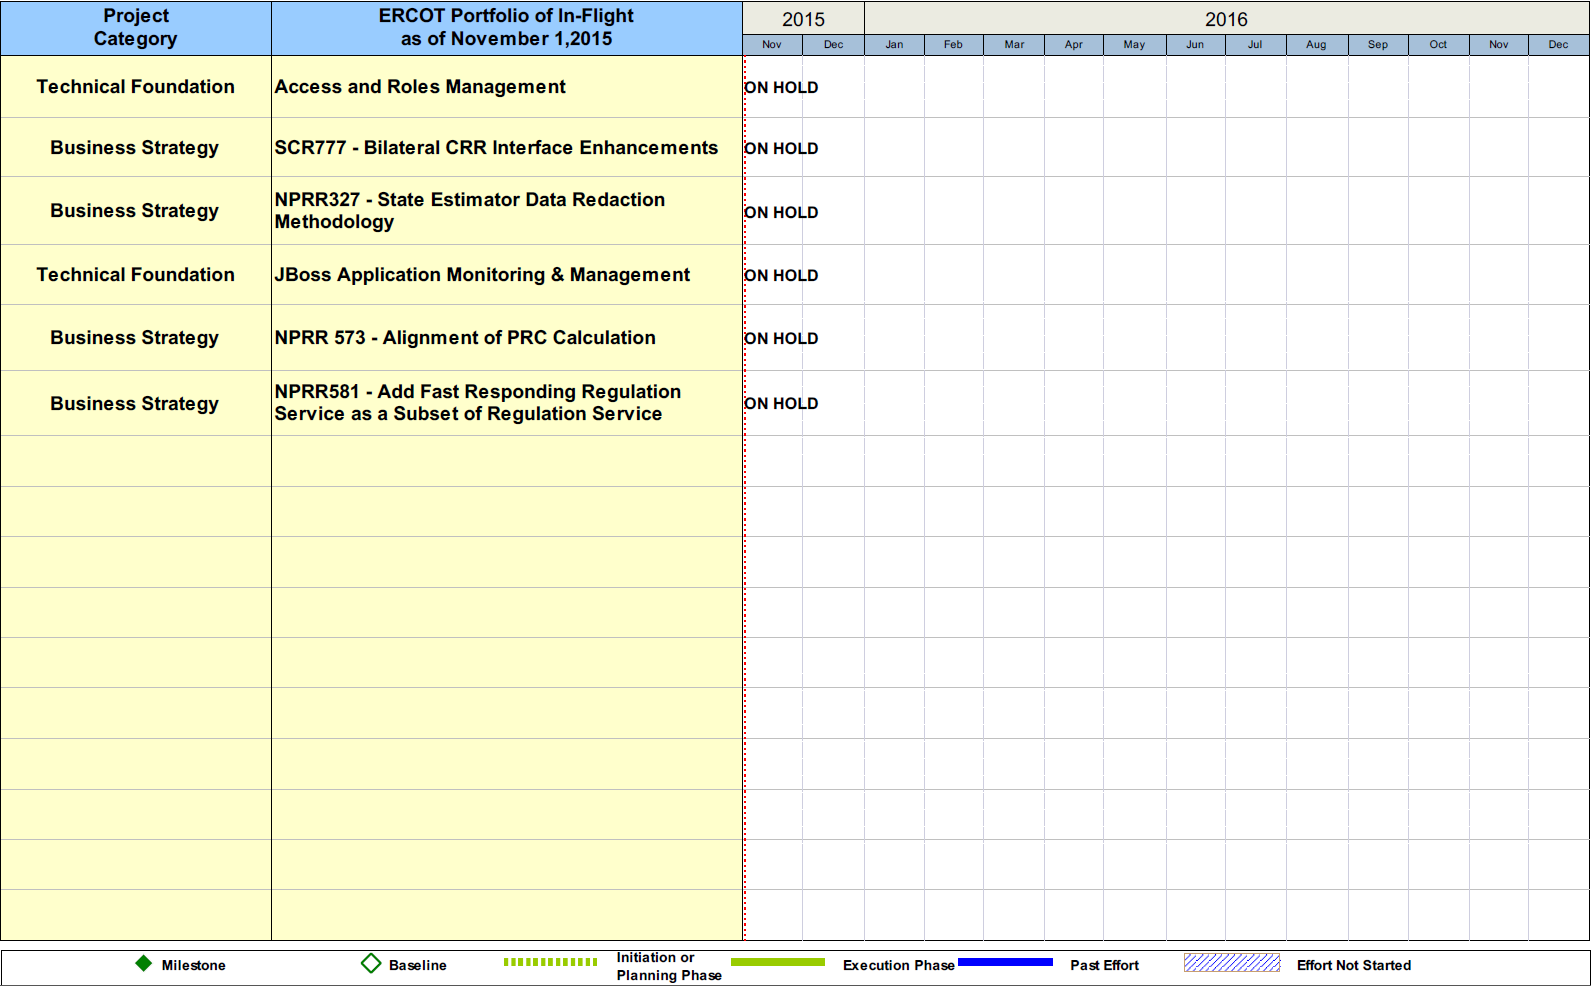 Project
Category
ERCOT Portfolio of In-Flight
as of November 1,2015
2015
2016
Nov Dec Jan Feb Mar Apr May Jun Jul Aug Sep Oct Nov Dec
Technical Foundation
Access and Roles Management
ON HOLD
Business Strategy
SCR777 - Bilateral CRR Interface Enhancements
ON HOLD
Business Strategy
NPRR327 - State Estimator Data Redaction
Methodology
ON HOLD
Technical Foundation
JBoss Application Monitoring & Management
ON HOLD
Business Strategy
NPRR 573 - Alignment of PRC Calculation
ON HOLD
Business Strategy
NPRR581 - Add Fast Responding Regulation
Service as a Subset of Regulation Service
ON HOLD
Milestone
Baseline
Initiation or
Planning Phase
Execution Phase
Past Effort
Effort Not Started